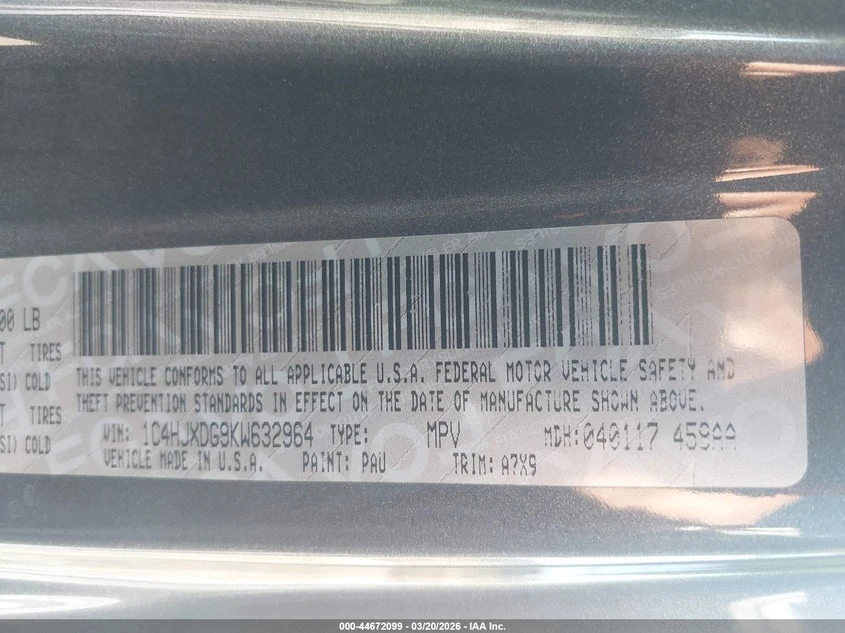 00 LB
T TIRES
SI) COLD
T TIRES
SI) COLD
THIS VEHICLE CONFORMS TO ALL APPLICABLE U.S.A. FEDERAL MOTOR VEHICLE SAFETY AND
THEFT PREVENTION STANDARDS IN EFFECT ON THE DATE OF MANUFACTURE SHOWN ABOVE.
VIN: 1C4HJXDG9KW632964 TYPE: MPV MDH: 040117 459AA
VEHICLE MADE IN U.S.A. PAINT: PAU TRIM: A7X9
000-44672099 | 03/20/2026 - IAA Inc.